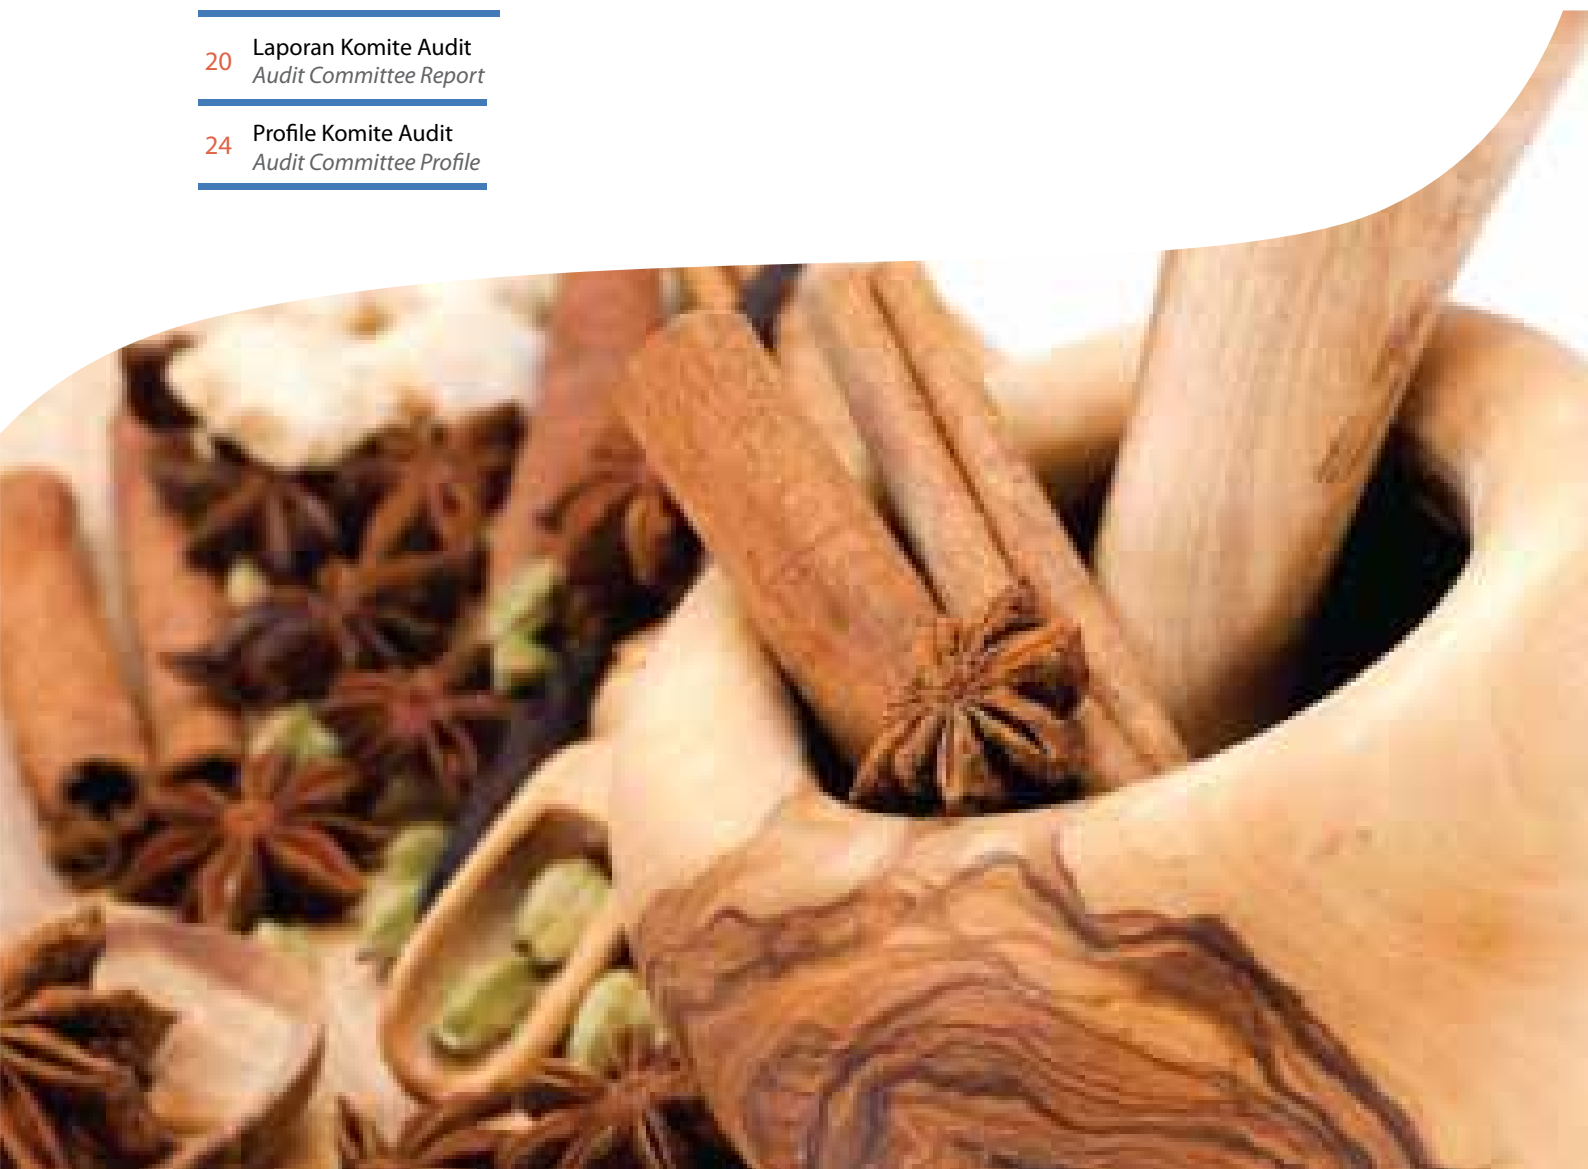 20
Laporan Komite Audit
Audit Committee Report
24
Profile Komite Audit
Audit Committee Profile